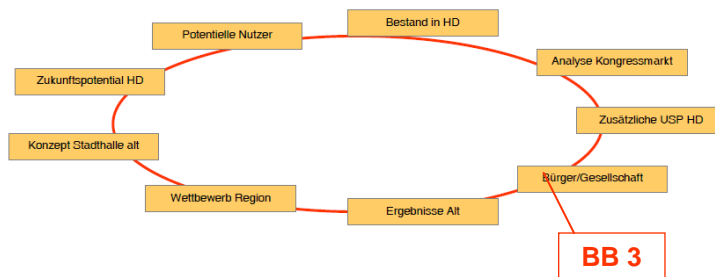 Bestand in HD
Potentielle Nutzer
Analyse Kongressmarkt
Zukunftspotential HD
Zusätzliche USP HD
Konzept Stadthalle alt
Bürger/Gesellschaft
Wettbewerb Region
Ergebnisse Alt
BB 3